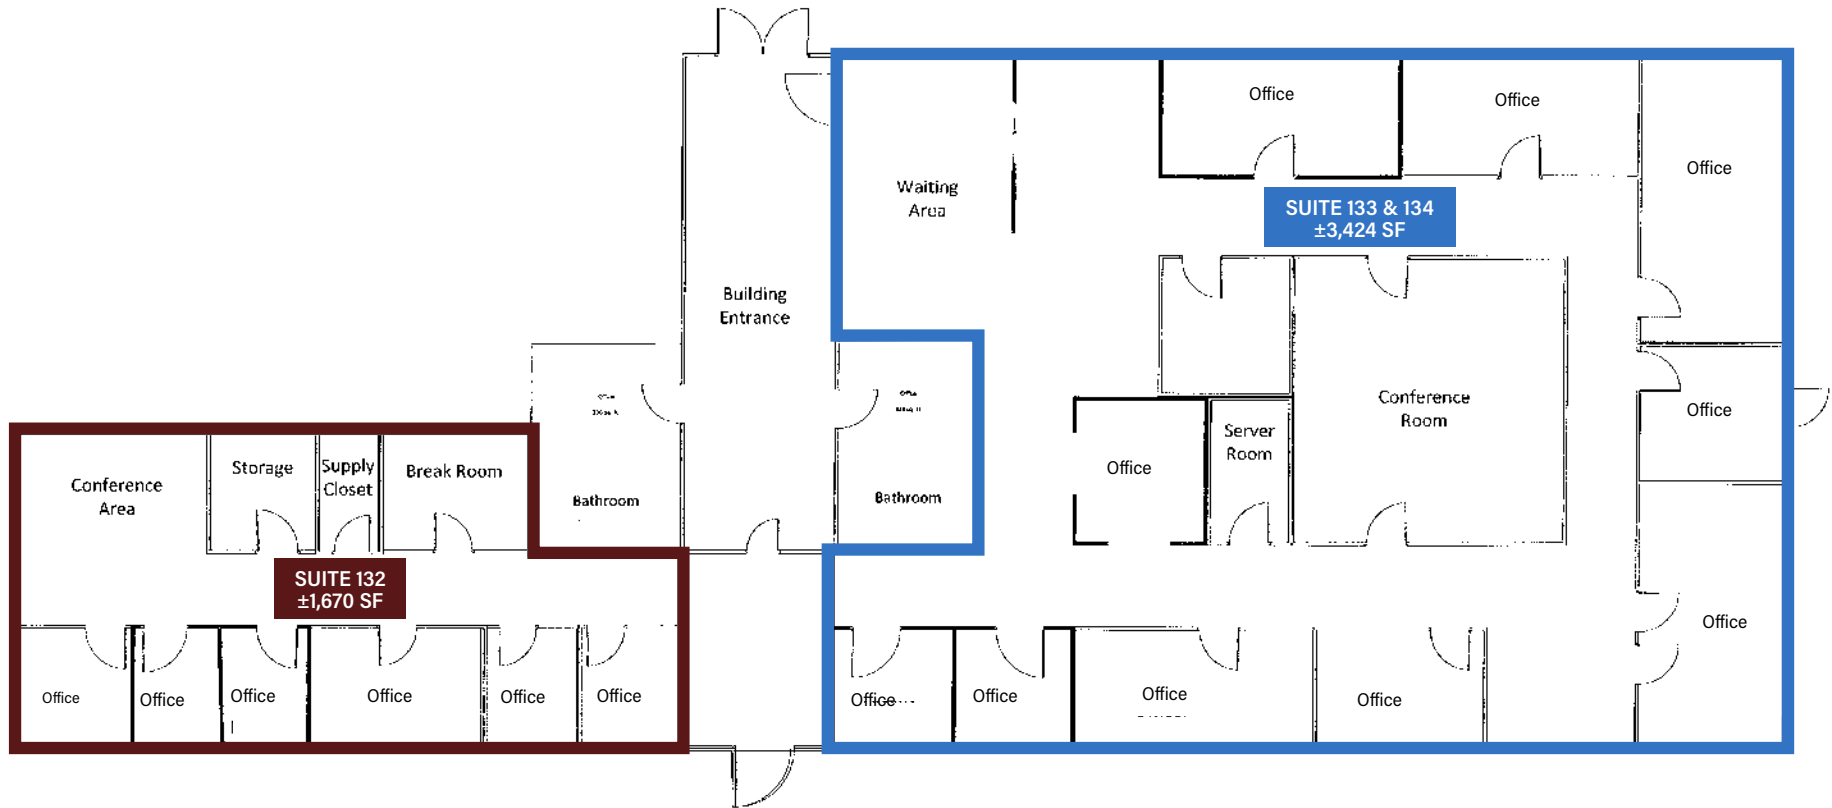 Office
Office
Office
Waiting
Area
SUITE 133 & 134
±3,424 SF
Building
Entrance
Conference
Room
Office
Server
Room
Office
Bathroom
Bathroom
Conference
Area
Storage
Supply
Closet
Break Room
SUITE 132
±1,670 SF
Office
Office
Office
Office
Office
Office
Office
Office
Office
Office
Office